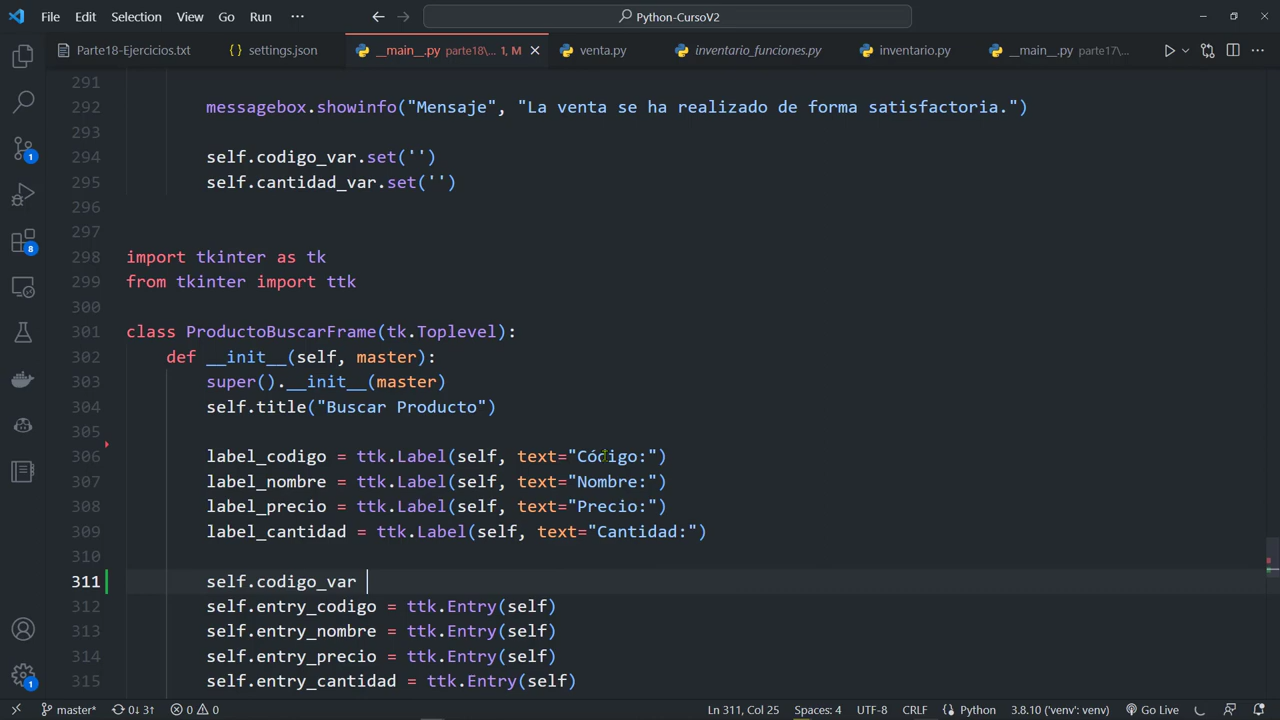 File Edit Selection View Go Run ··· Python-CursoV2
Parte18-Ejercicios.txt {} settings.json __main__.py parte18\... 1, M venta.py inventario_funciones.py inventario.py __main__.py parte17\...
291
292 messagebox.showinfo("Mensaje", "La venta se ha realizado de forma satisfactoria.")
293
294 self.codigo_var.set('')
295 self.cantidad_var.set('')
296
297
298 import tkinter as tk
299 from tkinter import ttk
300
301 class ProductoBuscarFrame(tk.Toplevel):
302 def __init__(self, master):
303 super().__init__(master)
304 self.title("Buscar Producto")
305
306 label_codigo = ttk.Label(self, text="Código:")
307 label_nombre = ttk.Label(self, text="Nombre:")
308 label_precio = ttk.Label(self, text="Precio:")
309 label_cantidad = ttk.Label(self, text="Cantidad:")
310
311 self.codigo_var
312 self.entry_codigo = ttk.Entry(self)
313 self.entry_nombre = ttk.Entry(self)
314 self.entry_precio = ttk.Entry(self)
315 self.entry_cantidad = ttk.Entry(self)
1
8
1
master* 0↓ 3↑ 0 0 Ln 311, Col 25 Spaces: 4 UTF-8 CRLF {} Python 3.8.10 ('venv': venv) Go Live